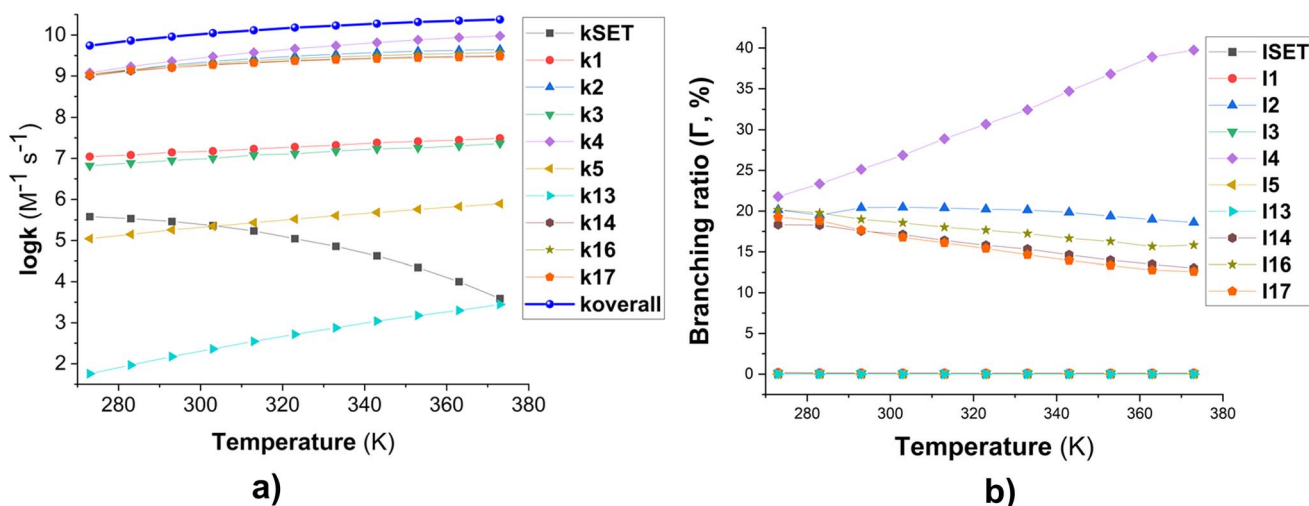 logk (M⁻¹ s⁻¹)
10
9
8
7
6
5
4
3
2
280 300 320 340 360 380
Temperature (K)
kSET
k1
k2
k3
k4
k5
k13
k14
k16
k17
koverall
a)
Branching ratio (Γ, %)
40
35
30
25
20
15
10
5
0
280 300 320 340 360 380
Temperature (K)
ΓSET
Γ1
Γ2
Γ3
Γ4
Γ5
Γ13
Γ14
Γ16
Γ17
b)